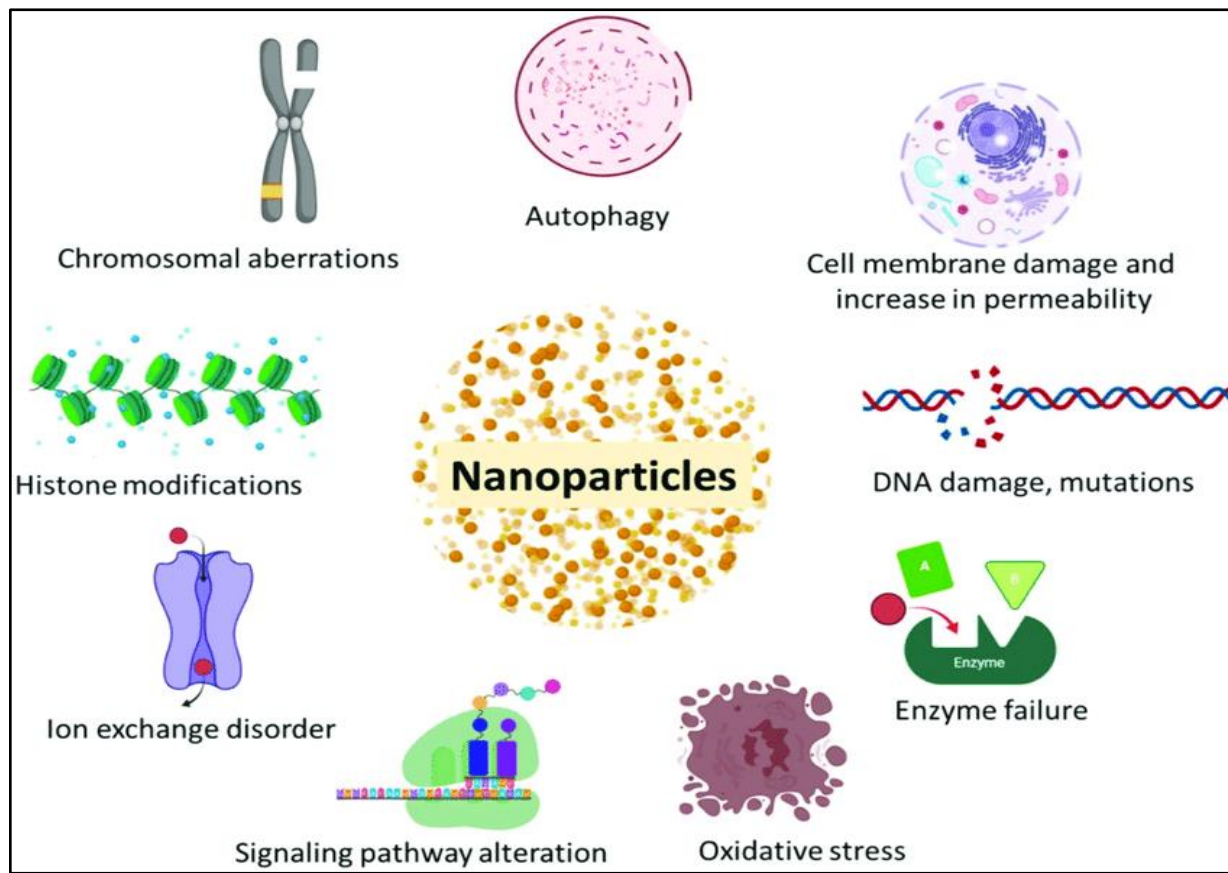 Autophagy
Chromosomal aberrations
Cell membrane damage and
increase in permeability
Histone modifications
Nanoparticles
DNA damage, mutations
A
B
Enzyme
Enzyme failure
Ion exchange disorder
Signaling pathway alteration
Oxidative stress